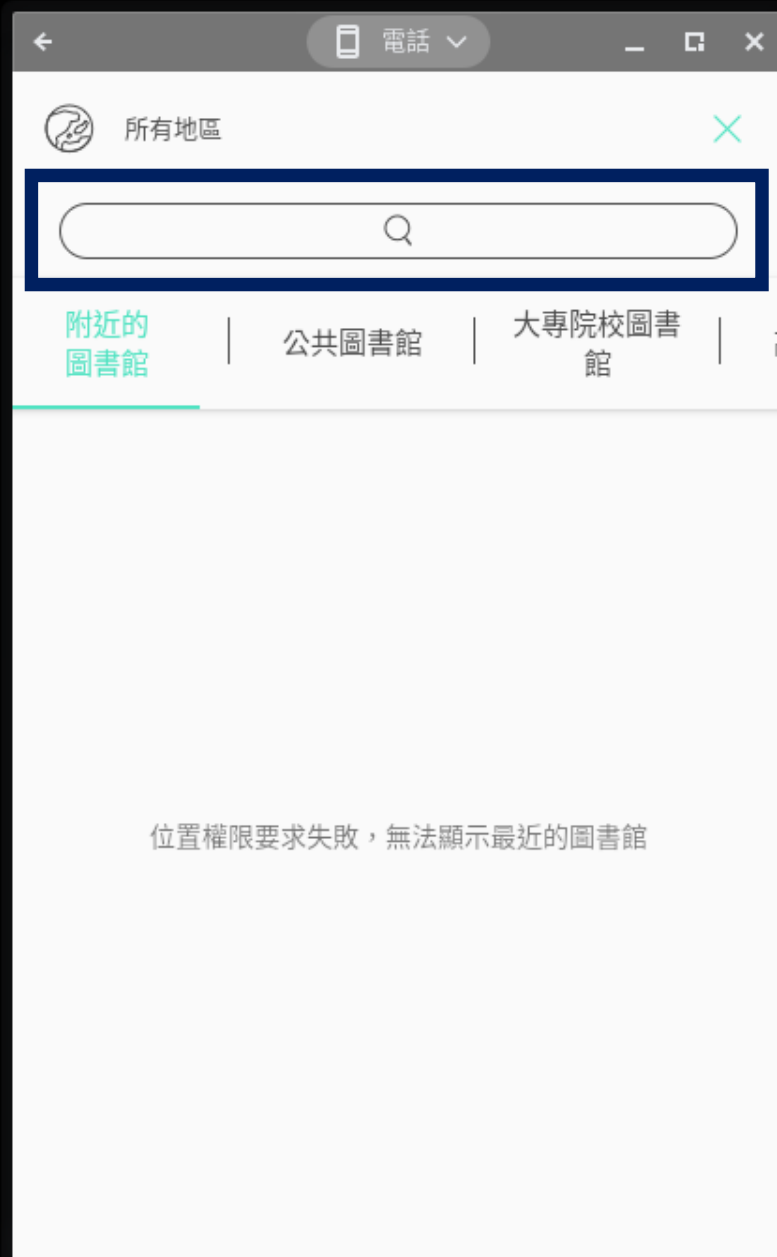 電話
所有地區
附近的
圖書館
公共圖書館
大專院校圖書
館
位置權限要求失敗，無法顯示最近的圖書館